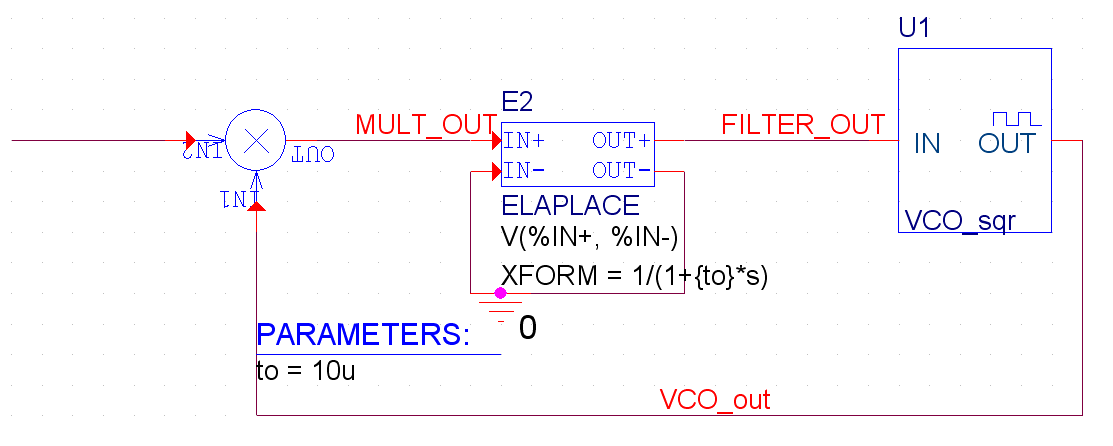 U1
E2
MULT_OUT
FILTER_OUT
IN2
OUT
IN1
IN+
OUT+
IN-
OUT-
IN
OUT
ELAPLACE
VCO_sqr
V(%IN+, %IN-)
XFORM = 1/(1+{to}*s)
0
PARAMETERS:
to = 10u
VCO_out